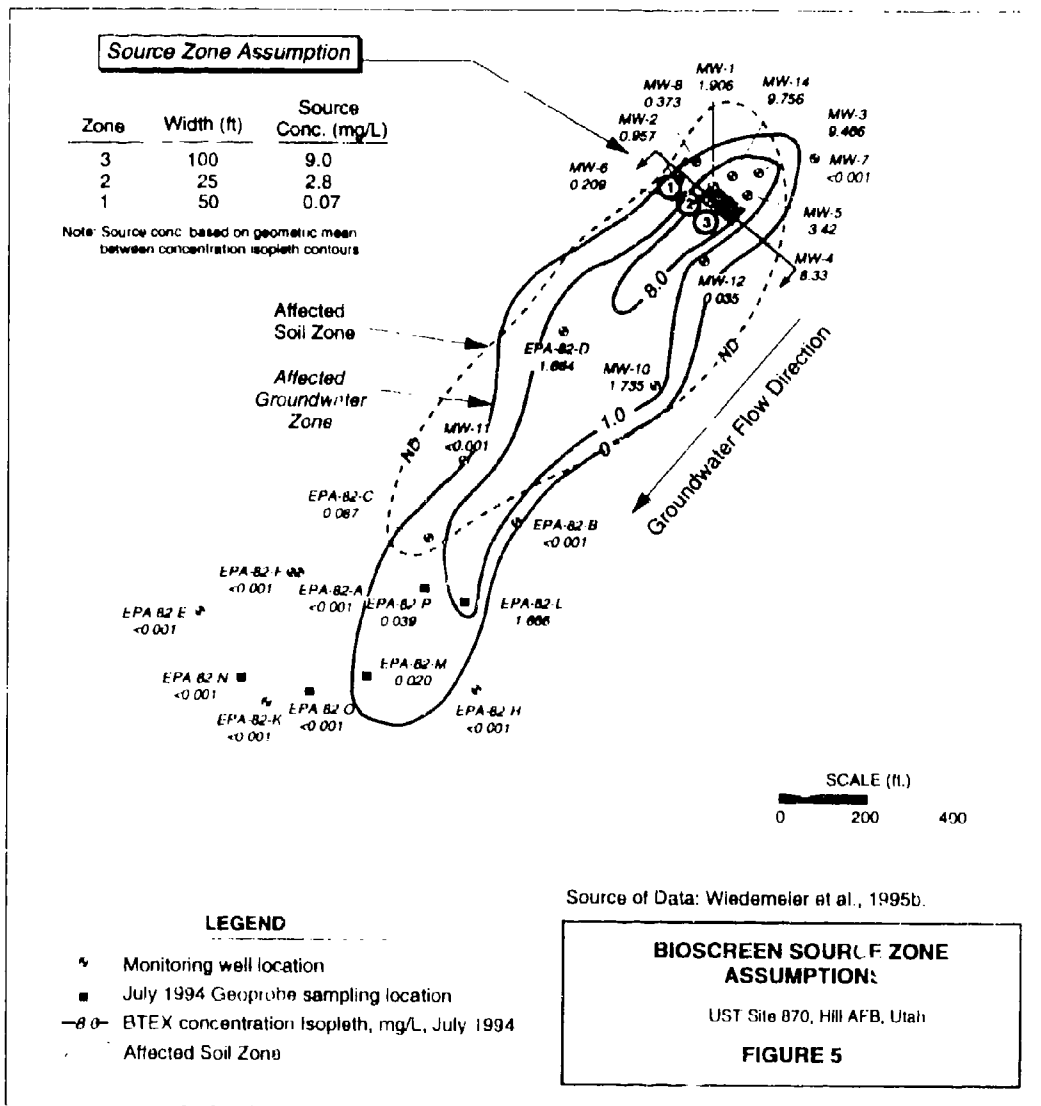 Source Zone Assumption
Zone Width (ft) Source Conc. (mg/L)
3 100 9.0
2 25 2.8
1 50 0.07
Note: Source conc. based on geometric mean
between concentration isopleth contours
MW-1
1.906
MW-8
0.373
MW-14
9.756
MW-2
0.957
MW-3
9.466
MW-7
<0.001
MW-6
0.209
1
2
3
MW-5
3.42
MW-4
8.33
MW-12
0.035
8.0
Affected
Soil Zone
EPA-82-D
1.664
ND
Affected
Groundwater
Zone
MW-10
1.735
Groundwater Flow Direction
1.0
0
MW-11
<0.001
ND
EPA-82-C
0.087
EPA-82-B
<0.001
EPA-82-F
<0.001
EPA-82-A
<0.001
EPA 82 E
<0 001
EPA-82 P
0.039
EPA-82-L
1.666
EPA 82 N
<0.001
EPA-82-M
0.020
EPA-82-K
<0.001
EPA 82 O
<0.001
EPA-82 H
<0.001
SCALE (ft.)
0 200 400
Source of Data: Wiedemeier et al., 1995b.
LEGEND
Monitoring well location
July 1994 Geoprobe sampling location
8 0 BTEX concentration Isopleth, mg/L, July 1994
Affected Soil Zone
BIOSCREEN SOURCE ZONE
ASSUMPTIONS
UST Site 870, Hill AFB, Utah
FIGURE 5